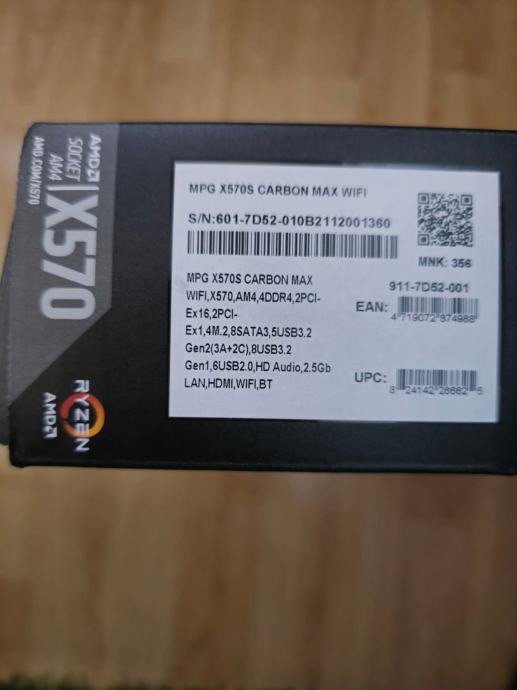 AMD
SOCKET
AM4
AMD.COM/X570
X570
RYZEN
AMD
MPG X570S CARBON MAX WIFI
S/N:601-7D52-010B2112001360
MNK: 356
MPG X570S CARBON MAX
WIFI,X570,AM4,4DDR4,2PCI-
Ex16,2PCI-
Ex1,4M.2,8SATA3,5USB3.2
Gen2(3A+2C),8USB3.2
Gen1,6USB2.0,HD Audio,2.5Gb
LAN,HDMI,WIFI,BT
911-7D52-001
EAN:
4 719072 874988
UPC:
8 24142 26662 5